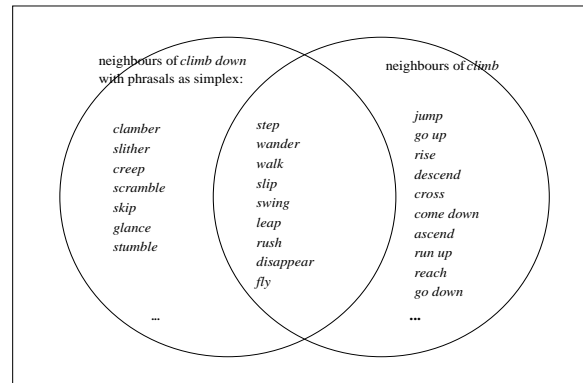 neighbours of climb down
with phrasals as simplex:
neighbours of climb
clamber
slither
creep
scramble
skip
glance
stumble
...
step
wander
walk
slip
swing
leap
rush
disappear
fly
jump
go up
rise
descend
cross
come down
ascend
run up
reach
go down
...